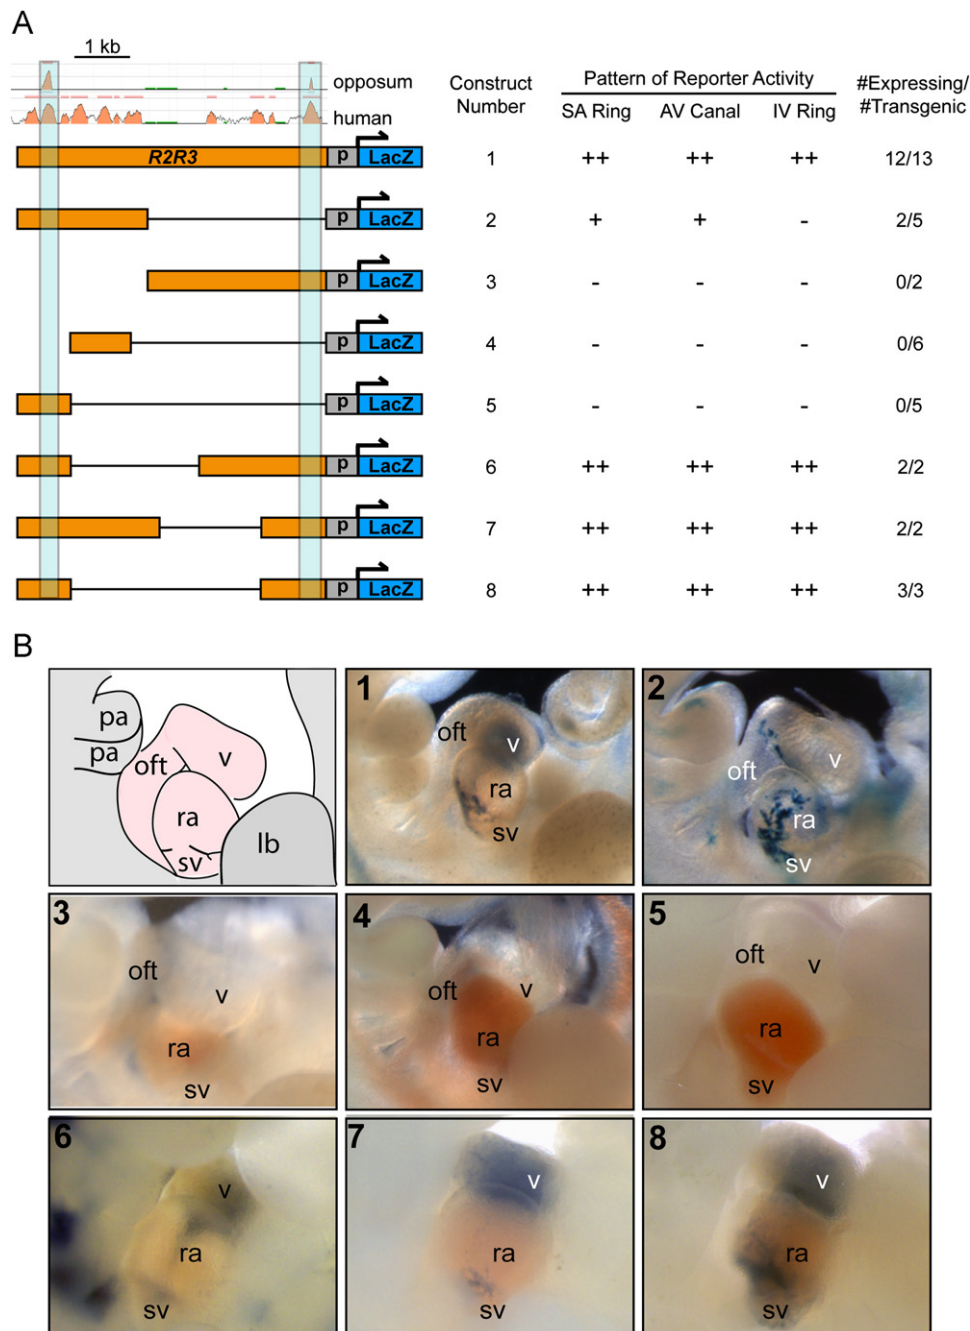 A
1 kb
opposum
human
Construct Number
Pattern of Reporter Activity
SA Ring AV Canal IV Ring
#Expressing/ #Transgenic
R2R3 p LacZ 1 ++ ++ ++ 12/13
p LacZ 2 + + - 2/5
p LacZ 3 - - - 0/2
p LacZ 4 - - - 0/6
p LacZ 5 - - - 0/5
p LacZ 6 ++ ++ ++ 2/2
p LacZ 7 ++ ++ ++ 2/2
p LacZ 8 ++ ++ ++ 3/3
B
pa
pa
oft
v
ra
sv
lb
1
oft
v
ra
sv
2
oft
v
ra
sv
3
oft
v
ra
sv
4
oft
v
ra
sv
5
oft
v
ra
sv
6
v
ra
sv
7
v
ra
sv
8
v
ra
sv